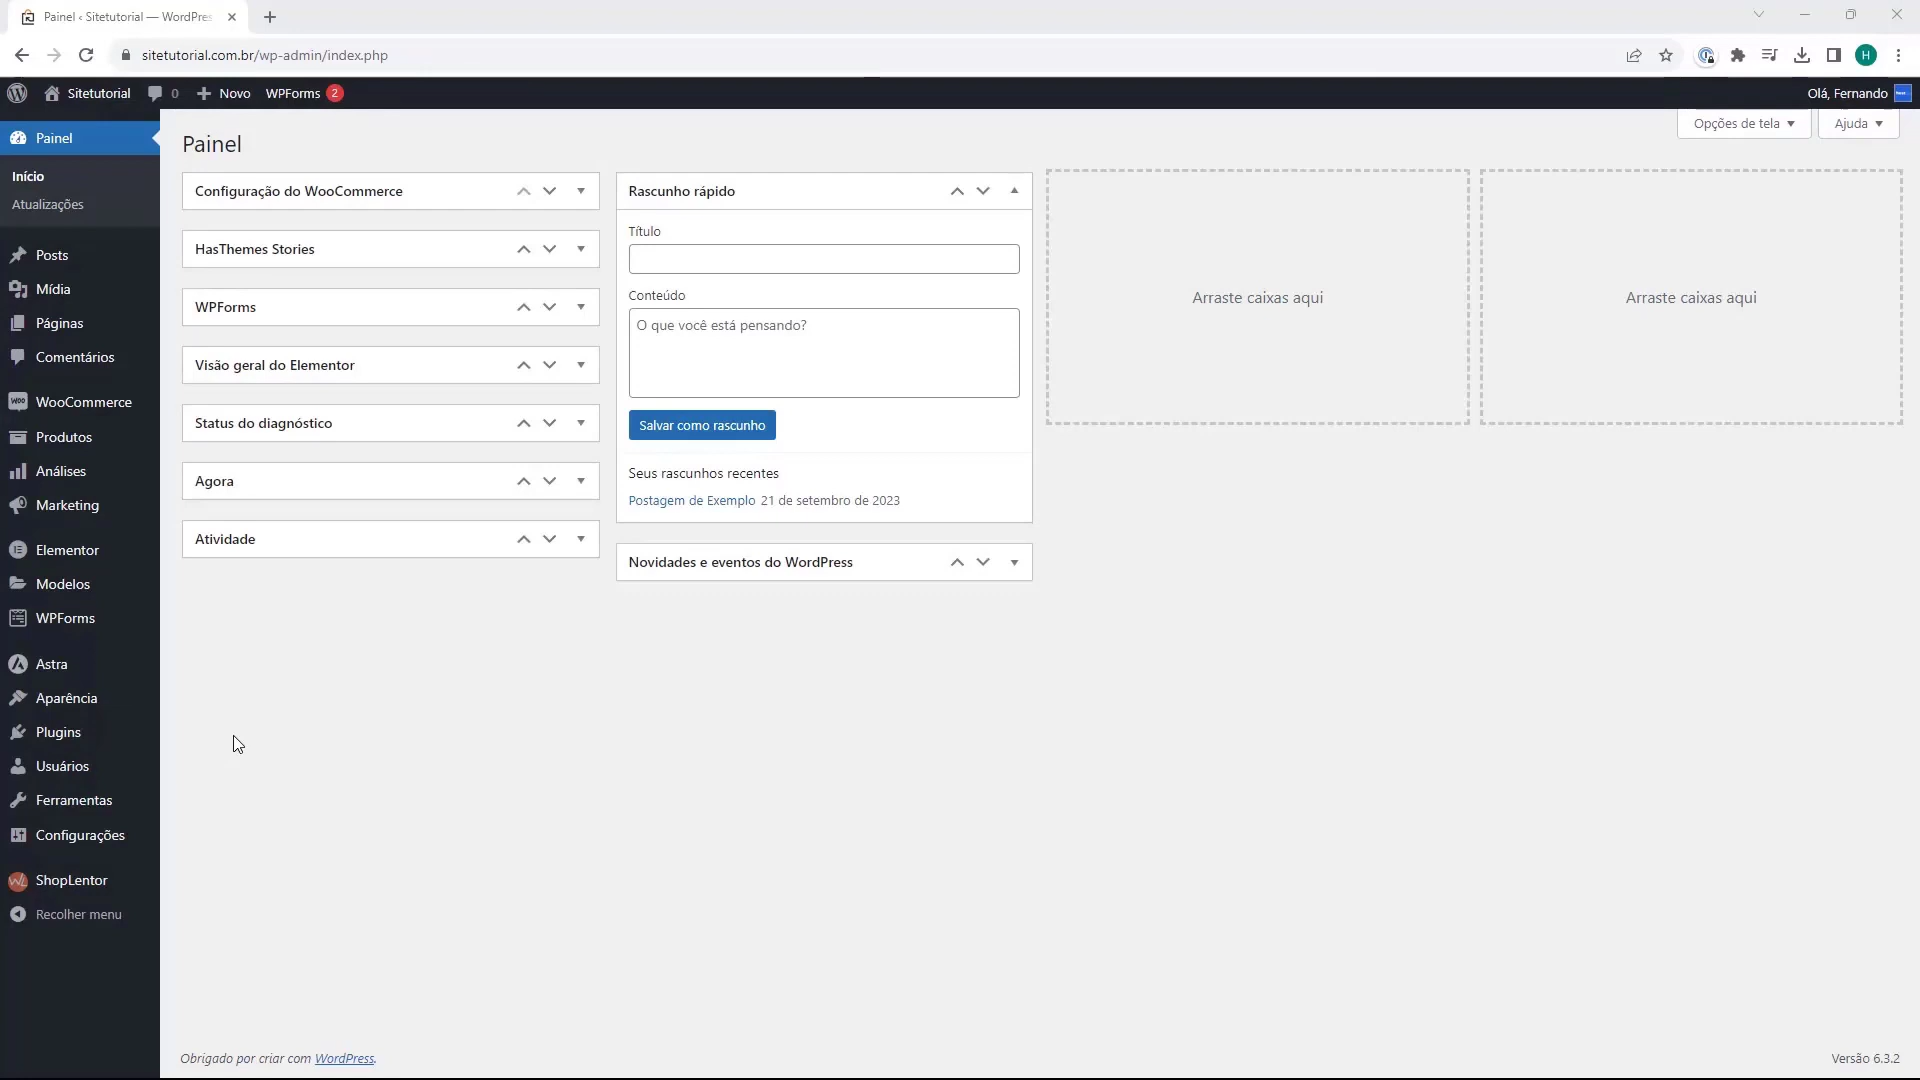 Painel ‹ Sitetutorial — WordPres
sitetutorial.com.br/wp-admin/index.php
H
Sitetutorial
0
Novo
WPForms 2
Olá, Fernando
Painel
Início
Atualizações
Posts
Mídia
Páginas
Comentários
WooCommerce
Produtos
Análises
Marketing
Elementor
Modelos
WPForms
Astra
Aparência
Plugins
Usuários
Ferramentas
Configurações
ShopLentor
Recolher menu
Opções de tela
Ajuda
Painel
Configuração do WooCommerce
HasThemes Stories
WPForms
Visão geral do Elementor
Status do diagnóstico
Agora
Atividade
Rascunho rápido
Título
Conteúdo
O que você está pensando?
Salvar como rascunho
Seus rascunhos recentes
Postagem de Exemplo 21 de setembro de 2023
Novidades e eventos do WordPress
Arraste caixas aqui
Arraste caixas aqui
Obrigado por criar com WordPress.
Versão 6.3.2